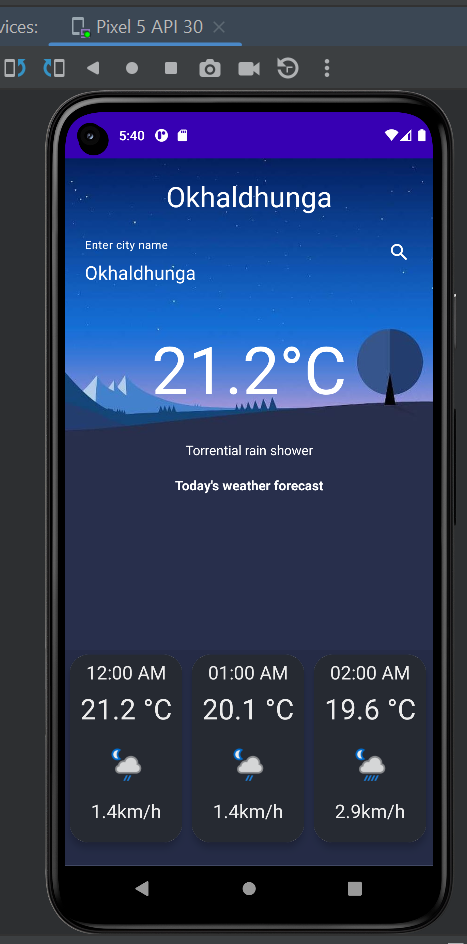 vices:
Pixel 5 API 30
5:40
Okhaldhunga
Enter city name
Okhaldhunga
21.2°C
Torrential rain shower
Today's weather forecast
12:00 AM 01:00 AM 02:00 AM
21.2 °C 20.1 °C 19.6 °C
1.4km/h 1.4km/h 2.9km/h